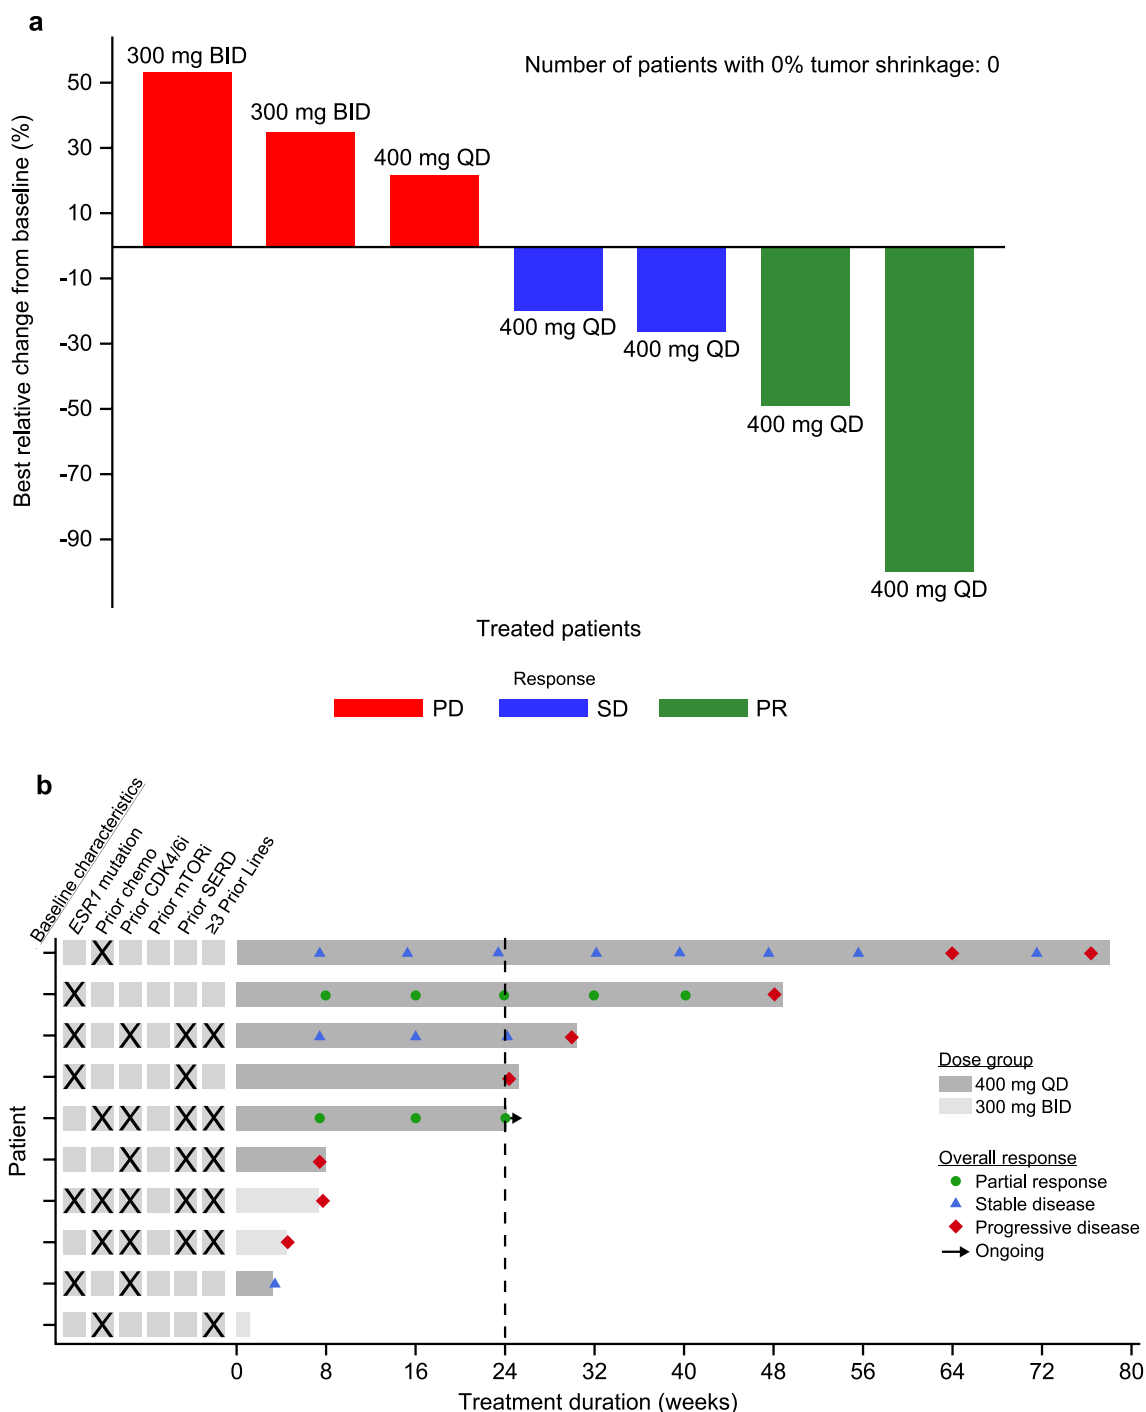 a
300 mg BID
Number of patients with 0% tumor shrinkage: 0
300 mg BID
400 mg QD
50
30
10
-10
-30
-50
-70
-90
Best relative change from baseline (%)
400 mg QD
400 mg QD
400 mg QD
400 mg QD
Treated patients
Response
PD SD PR
b
Baseline characteristics
ESR1 mutation
Prior chemo
Prior CDK4/6i
Prior mTORi
Prior SERD
≥3 Prior Lines
X
X
X X X X
X X
X X X X
X X X
X X X X X
X X X X
X X
X X
Patient
Dose group
400 mg QD
300 mg BID
Overall response
Partial response
Stable disease
Progressive disease
Ongoing
0 8 16 24 32 40 48 56 64 72 80
Treatment duration (weeks)